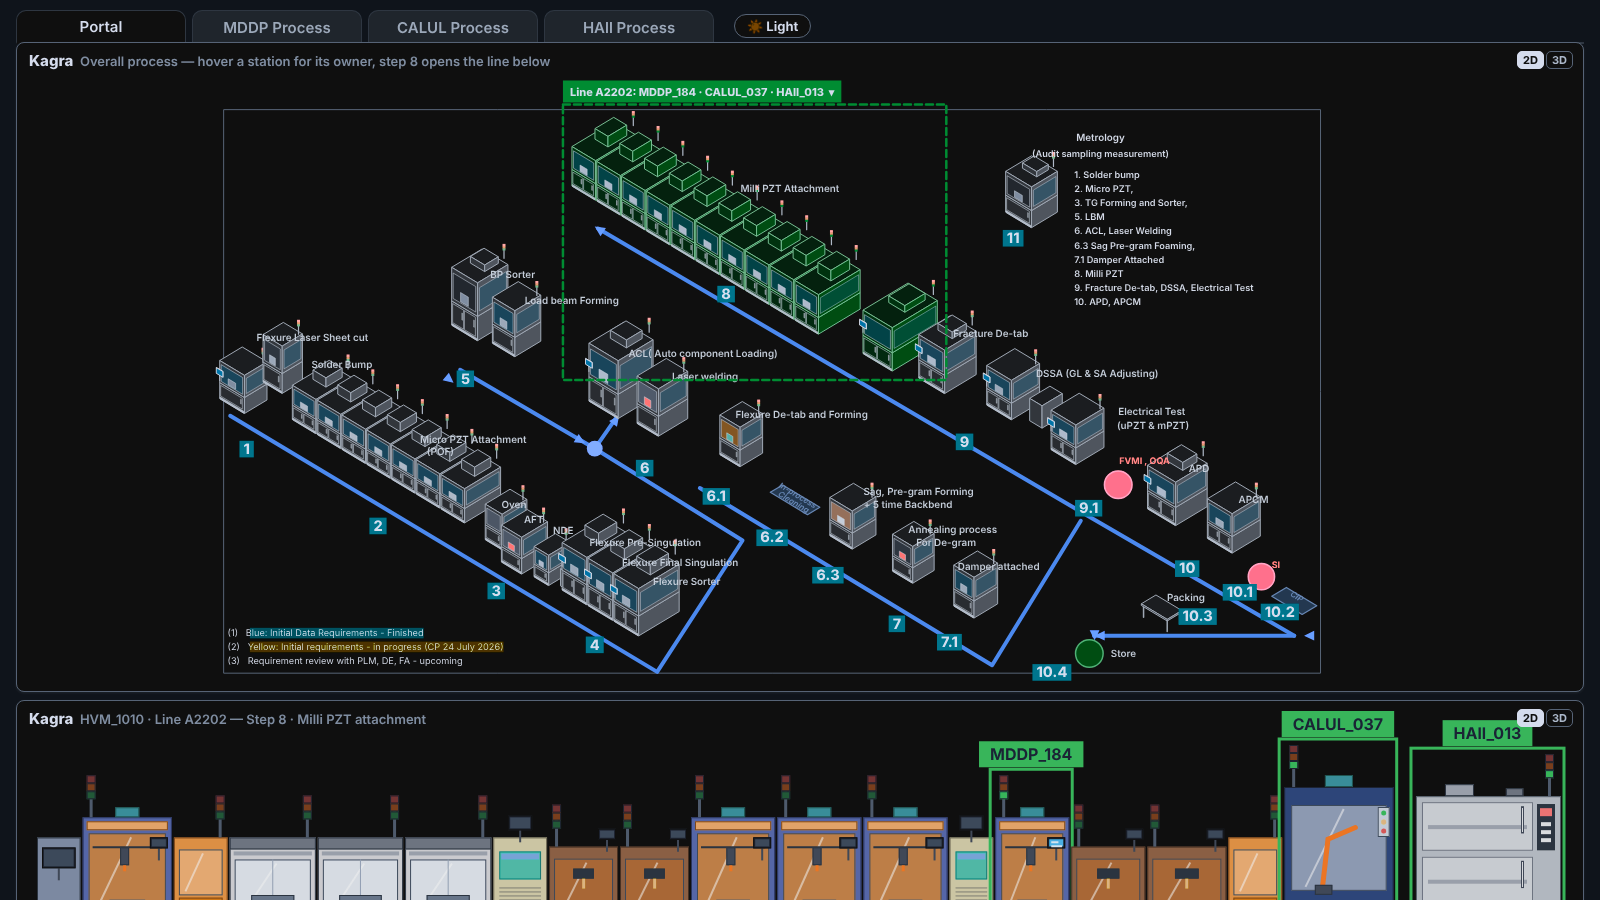 Portal
MDDP Process
CALUL Process
HAII Process
Light
Kagra Overall process — hover a station for its owner, step 8 opens the line below
2D 3D
Line A2202: MDDP_184 · CALUL_037 · HAII_013 ▾
Metrology
(Audit sampling measurement)
1. Solder bump
2. Micro PZT,
3. TG Forming and Sorter,
5. LBM
6. ACL, Laser Welding
6.3 Sag Pre-gram Foaming,
7.1 Damper Attached
8. Milli PZT
9. Fracture De-tab, DSSA, Electrical Test
10. APD, APCM
11
Milli PZT Attachment
BP Sorter
Load beam Forming
8
Flexure Laser Sheet cut
Solder Bump
ACL( Auto component Loading)
Laser welding
Fracture De-tab
DSSA (GL & SA Adjusting)
5
Flexure De-tab and Forming
Electrical Test
(uPZT & mPZT)
Micro PZT Attachment
(POF)
1
9
6
FVMI , OQA
APD
APCM
6.1
In-process
Cleaning
Sag, Pre-gram Forming
+ 5 time Backbend
9.1
Oven
AFT
NDE
2
6.2
Annealing process
For De-gram
Flexure Pre-Singulation
Flexure Final Singulation
Flexure Sorter
Damper attached
6.3
10
SI
3
10.1
Packing
10.2
10.3
7
7.1
4
Store
10.4
(1) Blue: Initial Data Requirements - Finished
(2) Yellow: Initial requirements - in progress (CP 24 July 2026)
(3) Requirement review with PLM, DE, FA - upcoming
Kagra HVM_1010 · Line A2202 — Step 8 · Milli PZT attachment
2D 3D
MDDP_184
CALUL_037
HAII_013